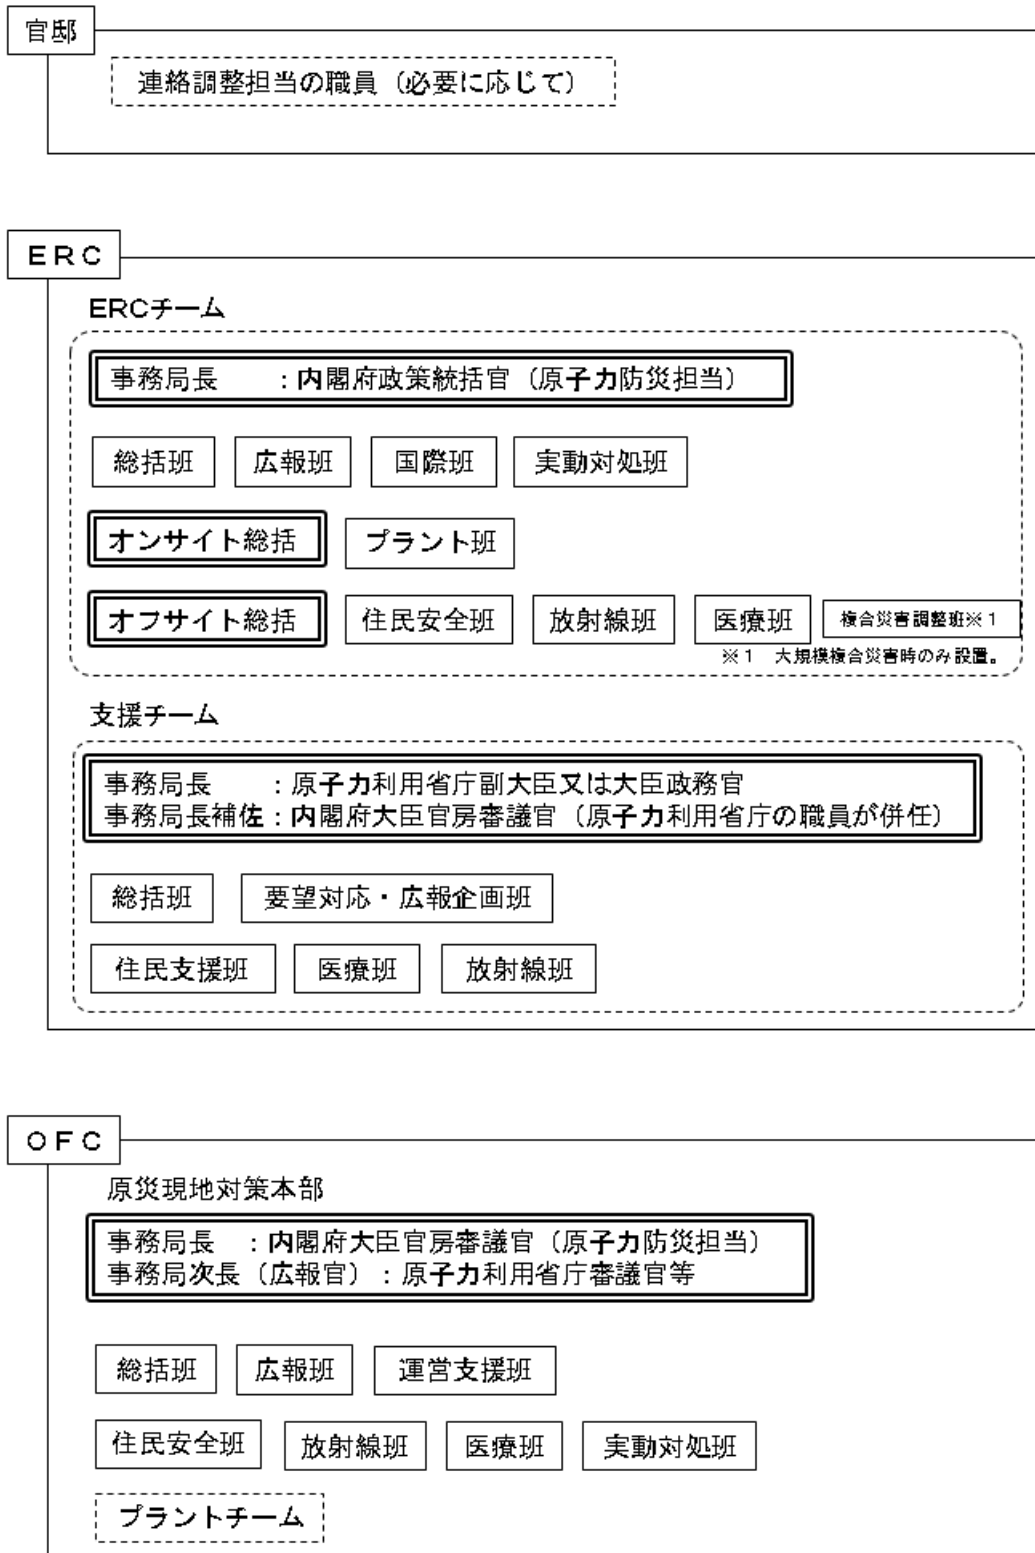 官邸
連絡調整担当の職員（必要に応じて）
ＥＲＣ
ERCチーム
事務局長　　：内閣府政策統括官（原子力防災担当）
総括班　広報班　国際班　実動対処班
オンサイト総括　プラント班
オフサイト総括　住民安全班　放射線班　医療班　複合災害調整班※１
※１　大規模複合災害時のみ設置。
支援チーム
事務局長　　：原子力利用省庁副大臣又は大臣政務官
事務局長補佐：内閣府大臣官房審議官（原子力利用省庁の職員が併任）
総括班　要望対応・広報企画班
住民支援班　医療班　放射線班
ＯＦＣ
原災現地対策本部
事務局長　：内閣府大臣官房審議官（原子力防災担当）
事務局次長（広報官）：原子力利用省庁審議官等
総括班　広報班　運営支援班
住民安全班　放射線班　医療班　実動対処班
プラントチーム